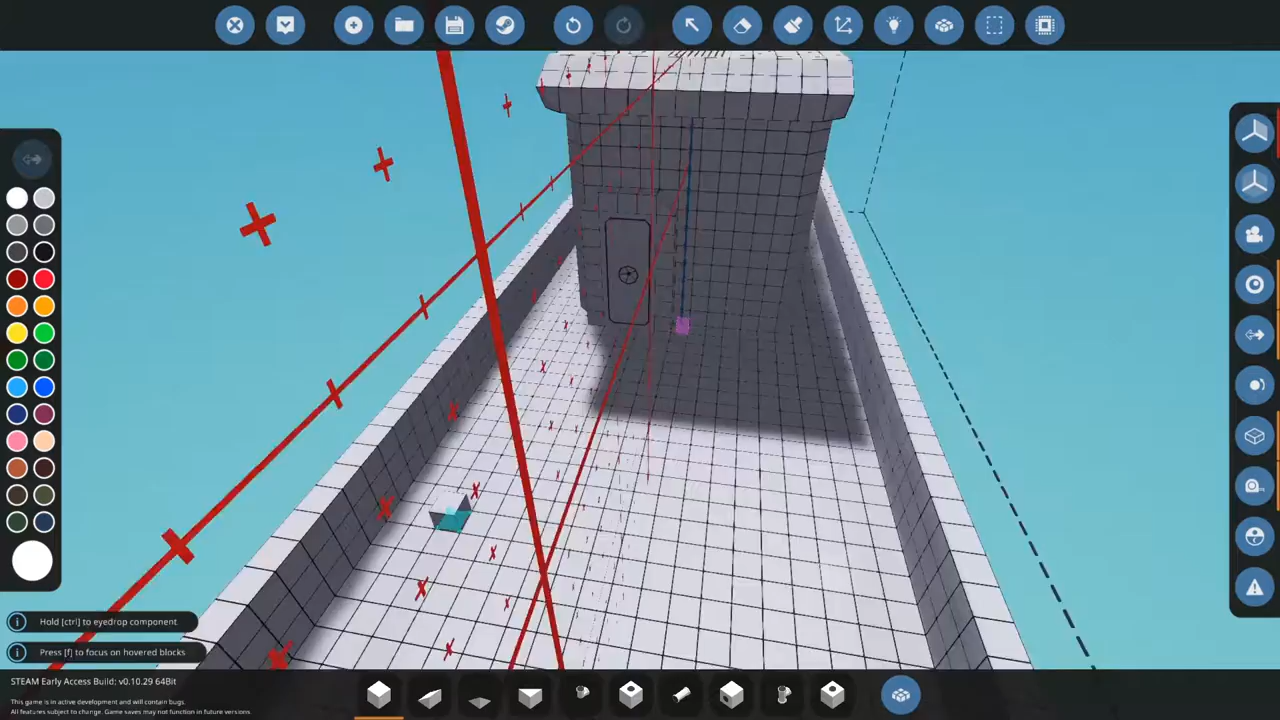 Hold [ctrl] to eyedrop component
Press [f] to focus on hovered blocks
STEAM Early Access Build: v0.10.29 64Bit
This game is in active development and will contain bugs.
All features subject to change. Game saves may not function in future versions